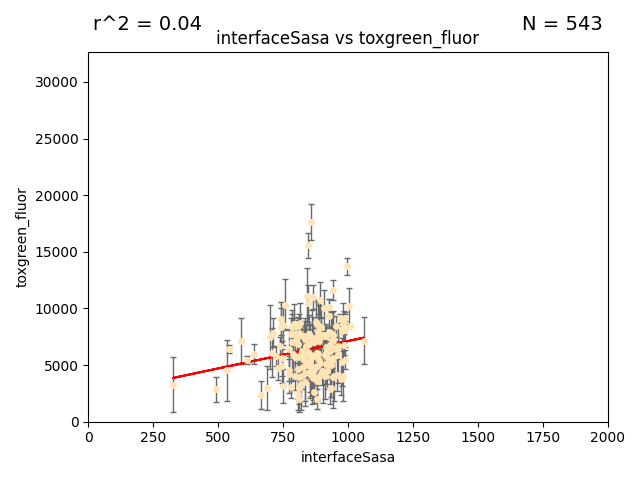 r^2 = 0.04
N = 543
interfaceSasa vs toxgreen_fluor
toxgreen_fluor
30000
25000
20000
15000
10000
5000
0
0 250 500 750 1000 1250 1500 1750 2000
interfaceSasa